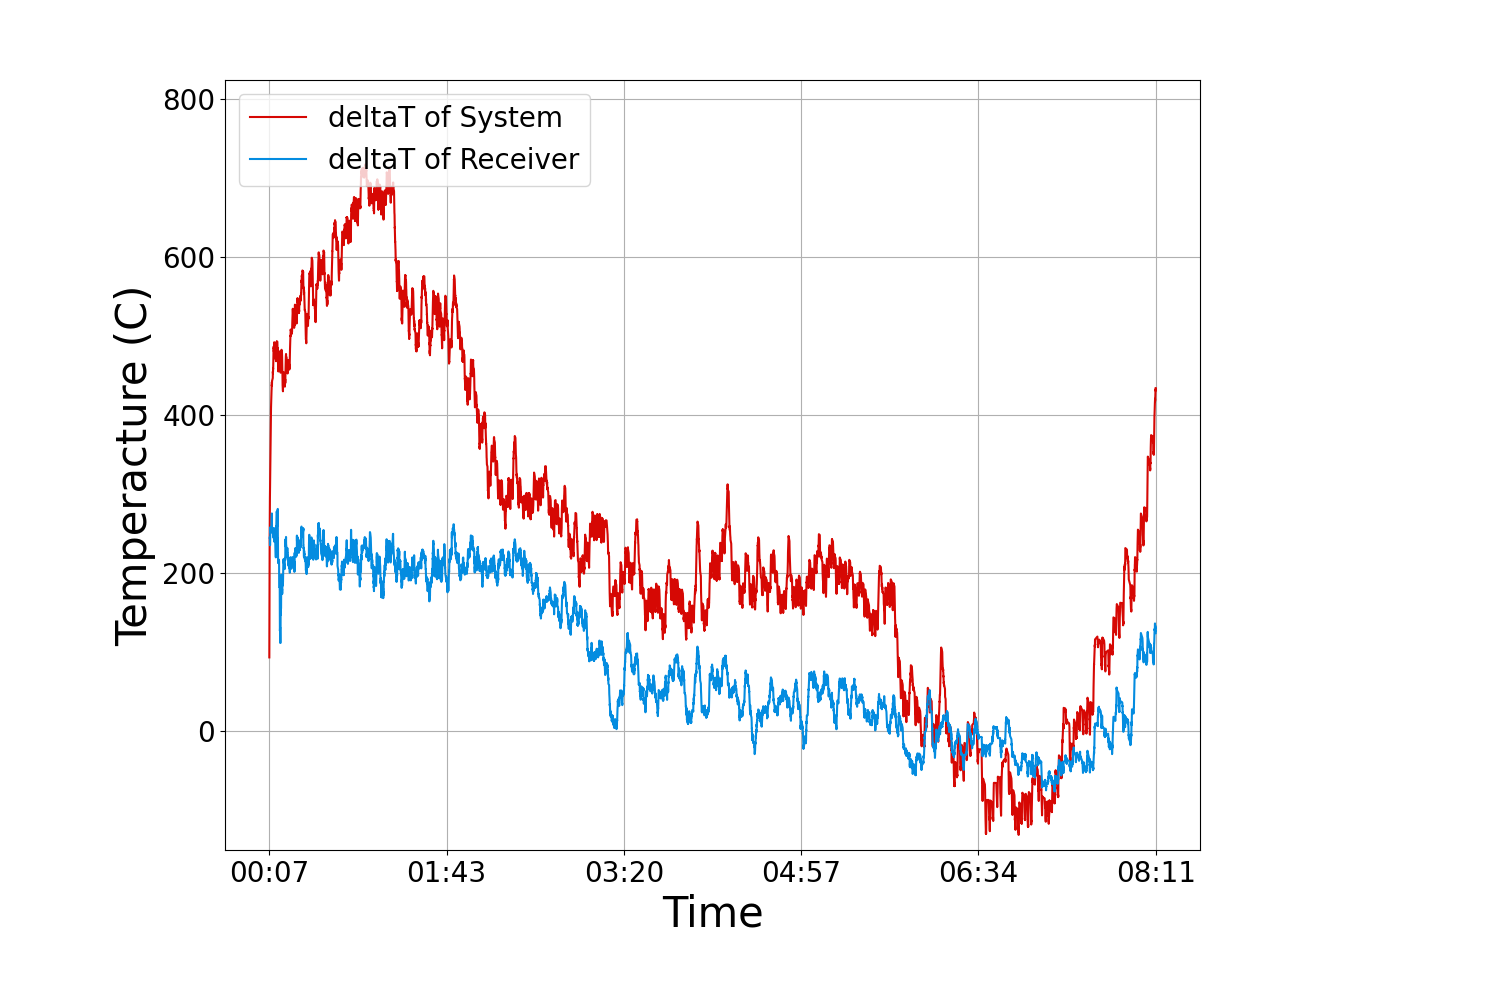 800
600
400
200
0
Temperacture (C)
deltaT of System
deltaT of Receiver
00:07 01:43 03:20 04:57 06:34 08:11
Time